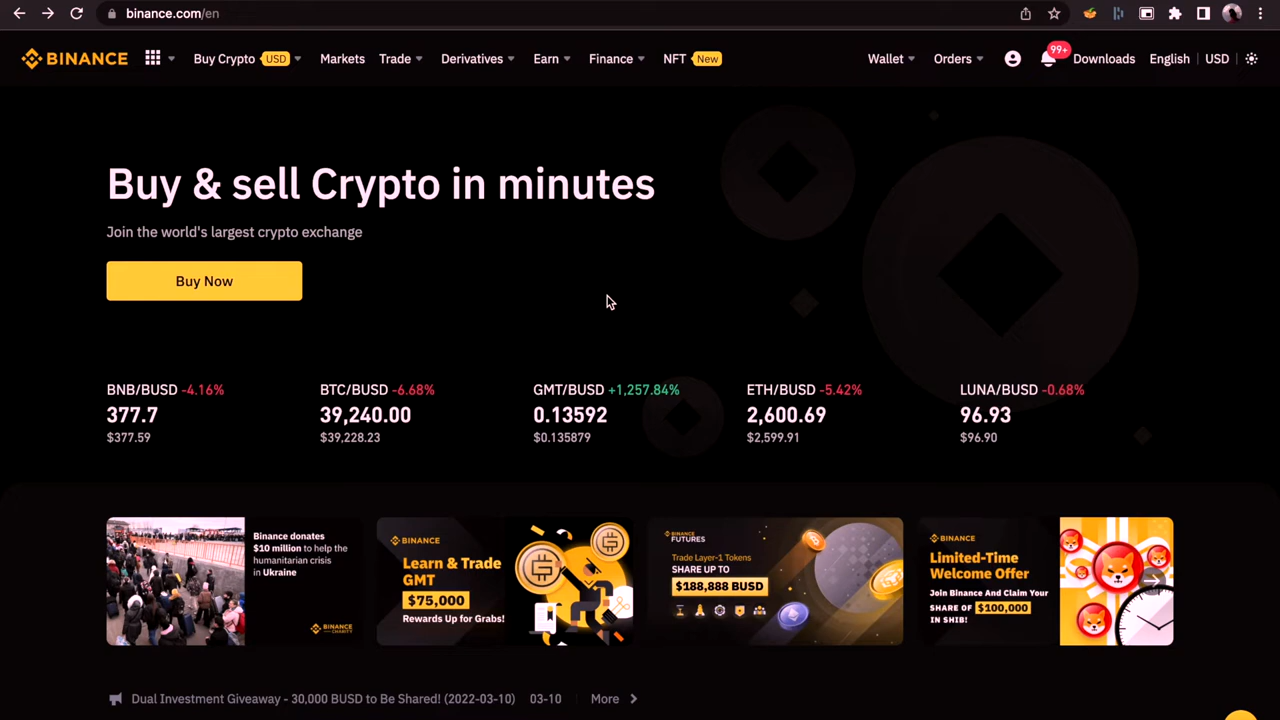 binance.com/en
BINANCE
Buy Crypto USD
Markets
Trade
Derivatives
Earn
Finance
NFT New
Wallet
Orders
99+
Downloads
English
USD
Buy & sell Crypto in minutes
Join the world's largest crypto exchange
Buy Now
BNB/BUSD -4.16%
377.7
$377.59
BTC/BUSD -6.68%
39,240.00
$39,228.23
GMT/BUSD +1,257.84%
0.13592
$0.135879
ETH/BUSD -5.42%
2,600.69
$2,599.91
LUNA/BUSD -0.68%
96.93
$96.90
Binance donates
$10 million to help the
humanitarian crisis
in Ukraine
BINANCE
CHARITY
BINANCE
Learn & Trade
GMT
$75,000
Rewards Up for Grabs!
BINANCE
FUTURES
Trade Layer-1 Tokens
SHARE UP TO
$188,888 BUSD
BINANCE
Limited-Time
Welcome Offer
Join Binance And Claim Your
SHARE OF $100,000
IN SHIB!
Dual Investment Giveaway - 30,000 BUSD to Be Shared! (2022-03-10)
03-10
More